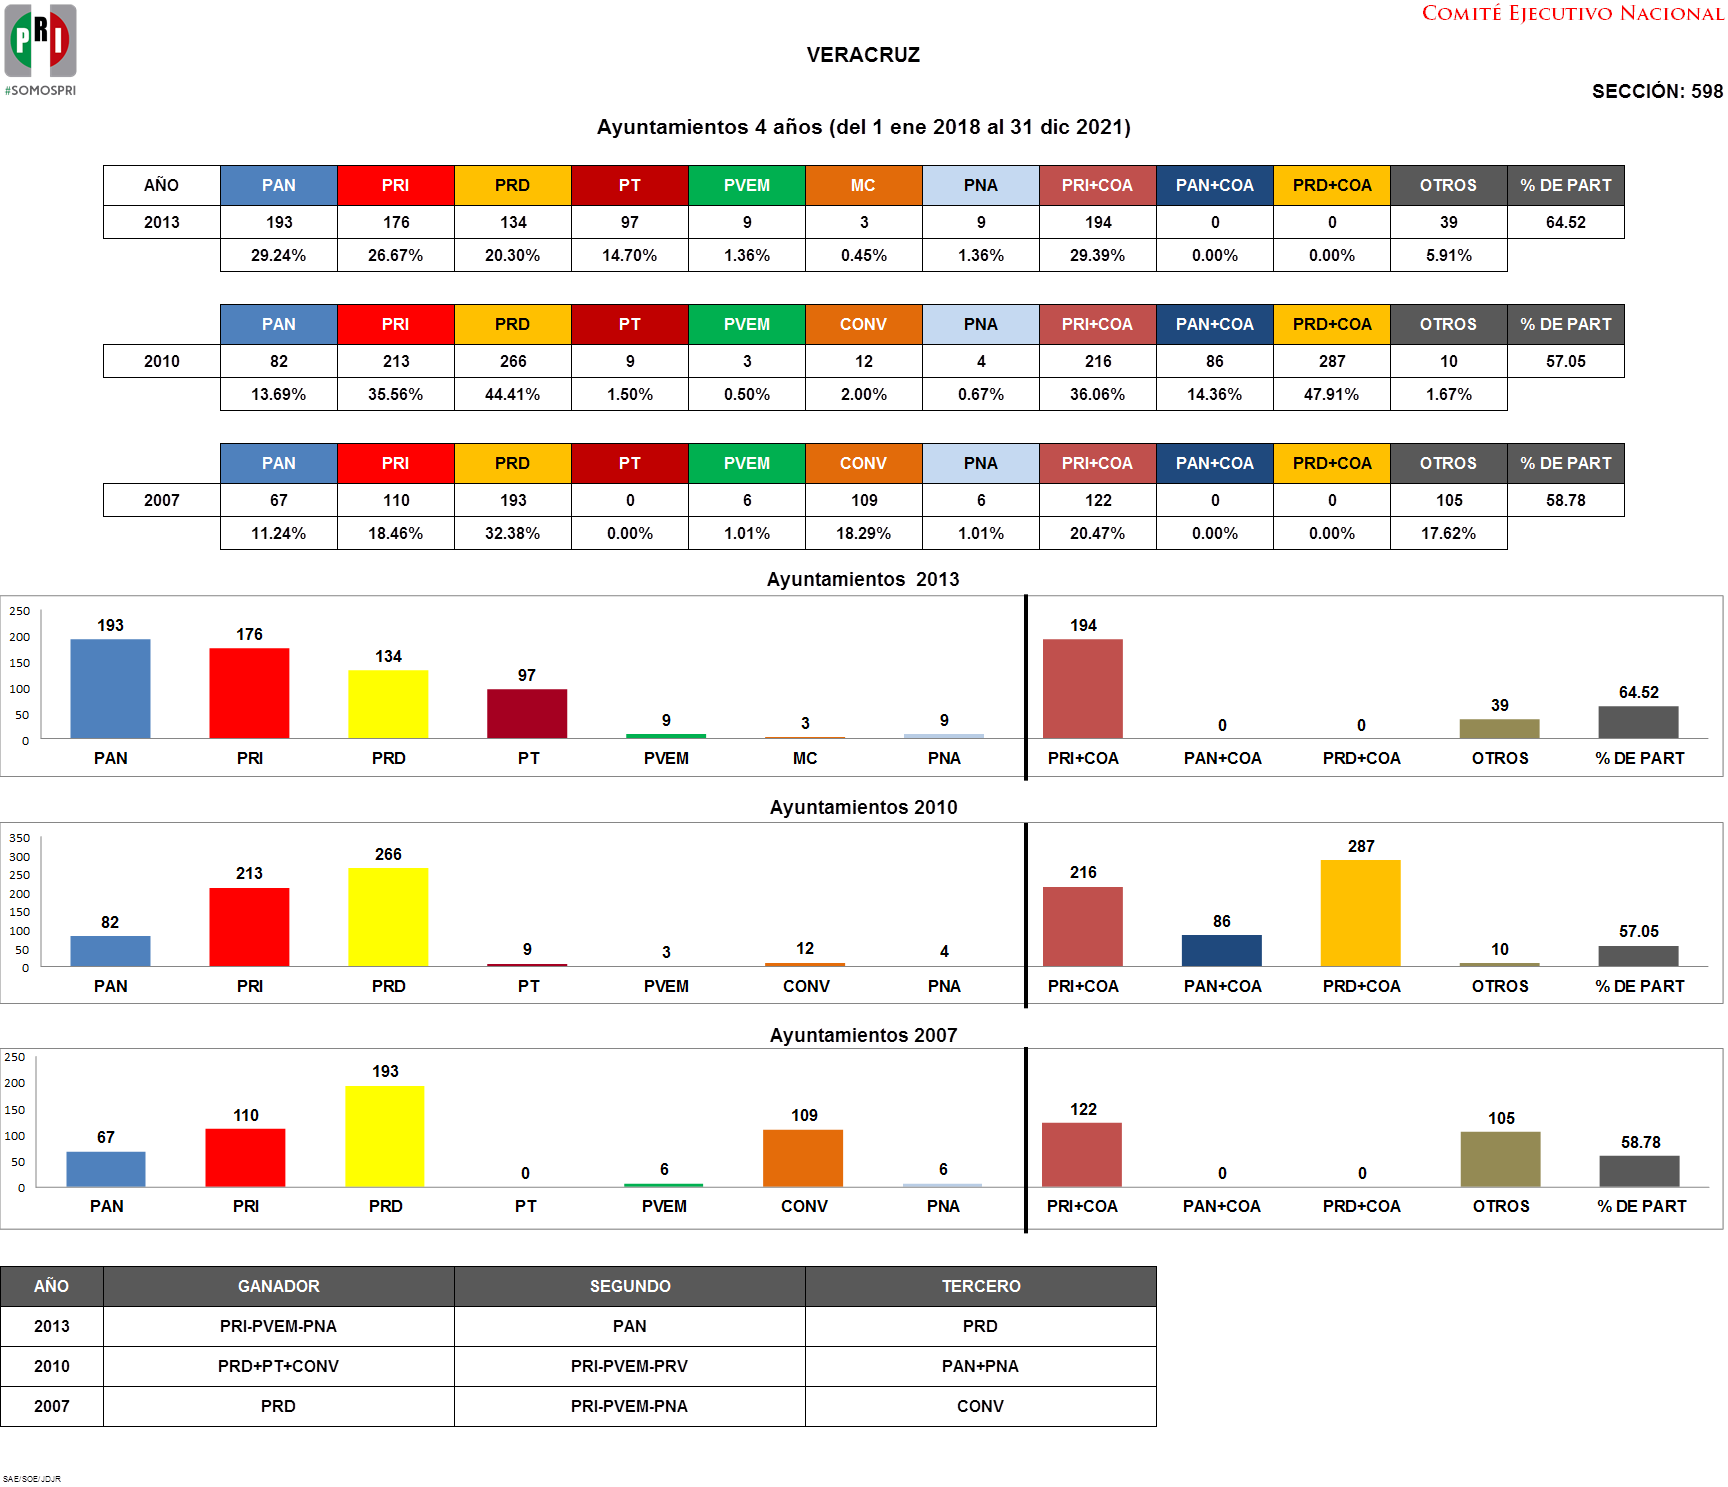 PRI
#SOMOSPRI
COMITÉ EJECUTIVO NACIONAL
VERACRUZ
SECCIÓN: 598
Ayuntamientos 4 años (del 1 ene 2018 al 31 dic 2021)
AÑO PAN PRI PRD PT PVEM MC PNA PRI+COA PAN+COA PRD+COA OTROS % DE PART
2013 193 176 134 97 9 3 9 194 0 0 39 64.52
29.24% 26.67% 20.30% 14.70% 1.36% 0.45% 1.36% 29.39% 0.00% 0.00% 5.91%
PAN PRI PRD PT PVEM CONV PNA PRI+COA PAN+COA PRD+COA OTROS % DE PART
2010 82 213 266 9 3 12 4 216 86 287 10 57.05
13.69% 35.56% 44.41% 1.50% 0.50% 2.00% 0.67% 36.06% 14.36% 47.91% 1.67%
PAN PRI PRD PT PVEM CONV PNA PRI+COA PAN+COA PRD+COA OTROS % DE PART
2007 67 110 193 0 6 109 6 122 0 0 105 58.78
11.24% 18.46% 32.38% 0.00% 1.01% 18.29% 1.01% 20.47% 0.00% 0.00% 17.62%
Ayuntamientos 2013
250
200
150
100
50
0
193 176 134 97 9 3 9 194 0 0 39 64.52
PAN PRI PRD PT PVEM MC PNA PRI+COA PAN+COA PRD+COA OTROS % DE PART
Ayuntamientos 2010
350
300
250
200
150
100
50
0
82 213 266 9 3 12 4 216 86 287 10 57.05
PAN PRI PRD PT PVEM CONV PNA PRI+COA PAN+COA PRD+COA OTROS % DE PART
Ayuntamientos 2007
250
200
150
100
50
0
67 110 193 0 6 109 6 122 0 0 105 58.78
PAN PRI PRD PT PVEM CONV PNA PRI+COA PAN+COA PRD+COA OTROS % DE PART
AÑO GANADOR SEGUNDO TERCERO
2013 PRI-PVEM-PNA PAN PRD
2010 PRD+PT+CONV PRI-PVEM-PRV PAN+PNA
2007 PRD PRI-PVEM-PNA CONV
SAE/SOE/JDJR